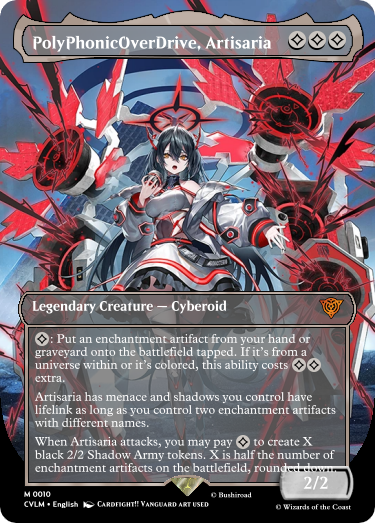 PolyPhonicOverDrive, Artisaria
Legendary Creature — Cyberoid
: Put an enchantment artifact from your hand or
graveyard onto the battlefield tapped. If it's from a
universe within or it's colored, this ability costs
extra.
Artisaria has menace and shadows you control have
lifelink as long as you control two enchantment artifacts
with different names.
When Artisaria attacks, you may pay to create X
black 2/2 Shadow Army tokens. X is half the number of
enchantment artifacts on the battlefield, rounded down.
2/2
M 0010
CVLM • English CARDFIGHT!! VANGUARD ART USED
© Bushiroad
© Wizards of the Coast